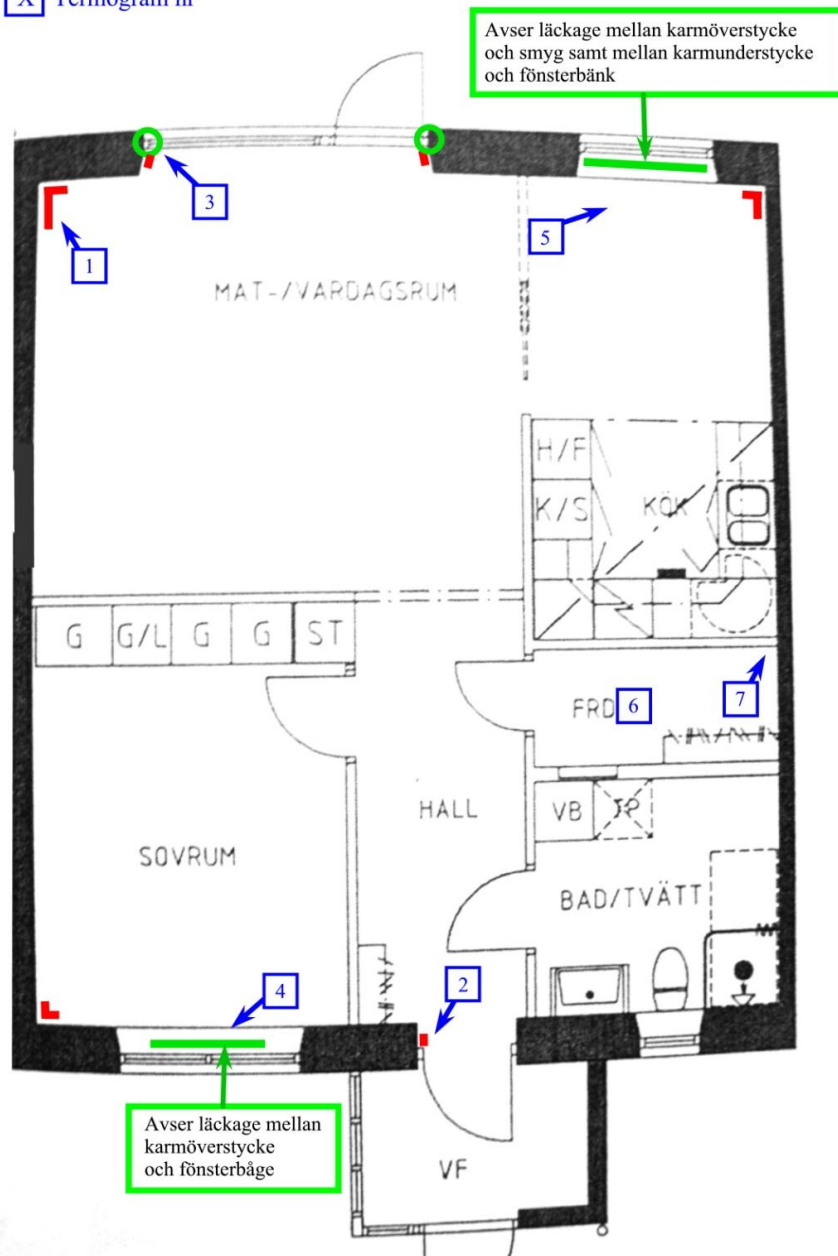 X Termogram nr
Avser läckage mellan karmöverstycke
och smyg samt mellan karmunderstycke
och fönsterbänk
3
5
1
MAT-/VARDAGSRUM
H/F
K/S
KÖK
G G/L G G ST
FRD 6
7
HALL
VB TP
SOVRUM
BAD/TVÄTT
4
2
Avser läckage mellan
karmöverstycke
och fönsterbåge
VF